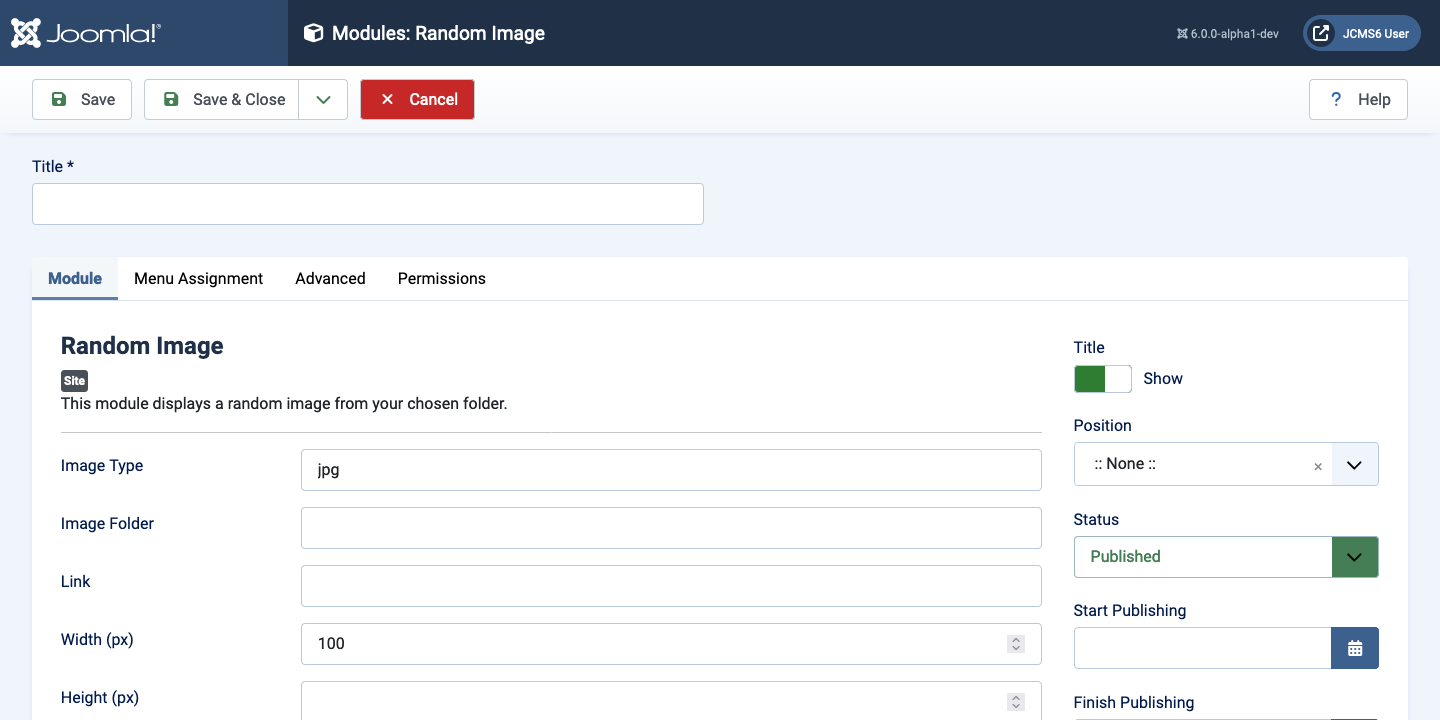 Joomla!®
Modules: Random Image
6.0.0-alpha1-dev
JCMS6 User
Save
Save & Close
Cancel
? Help
Title *
Module
Menu Assignment
Advanced
Permissions
Random Image
Site
This module displays a random image from your chosen folder.
Image Type
jpg
Image Folder
Link
Width (px)
100
Height (px)
Title
Show
Position
:: None ::
×
Status
Published
Start Publishing
Finish Publishing